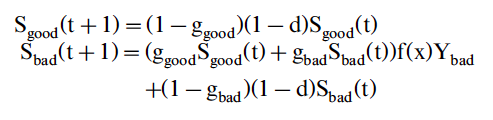 S_good(t + 1) = (1 − g_good)(1 − d)S_good(t)
S_bad(t + 1) = (g_good S_good(t) + g_bad S_bad(t))f(x)Y_bad
+(1 − g_bad)(1 − d)S_bad(t)